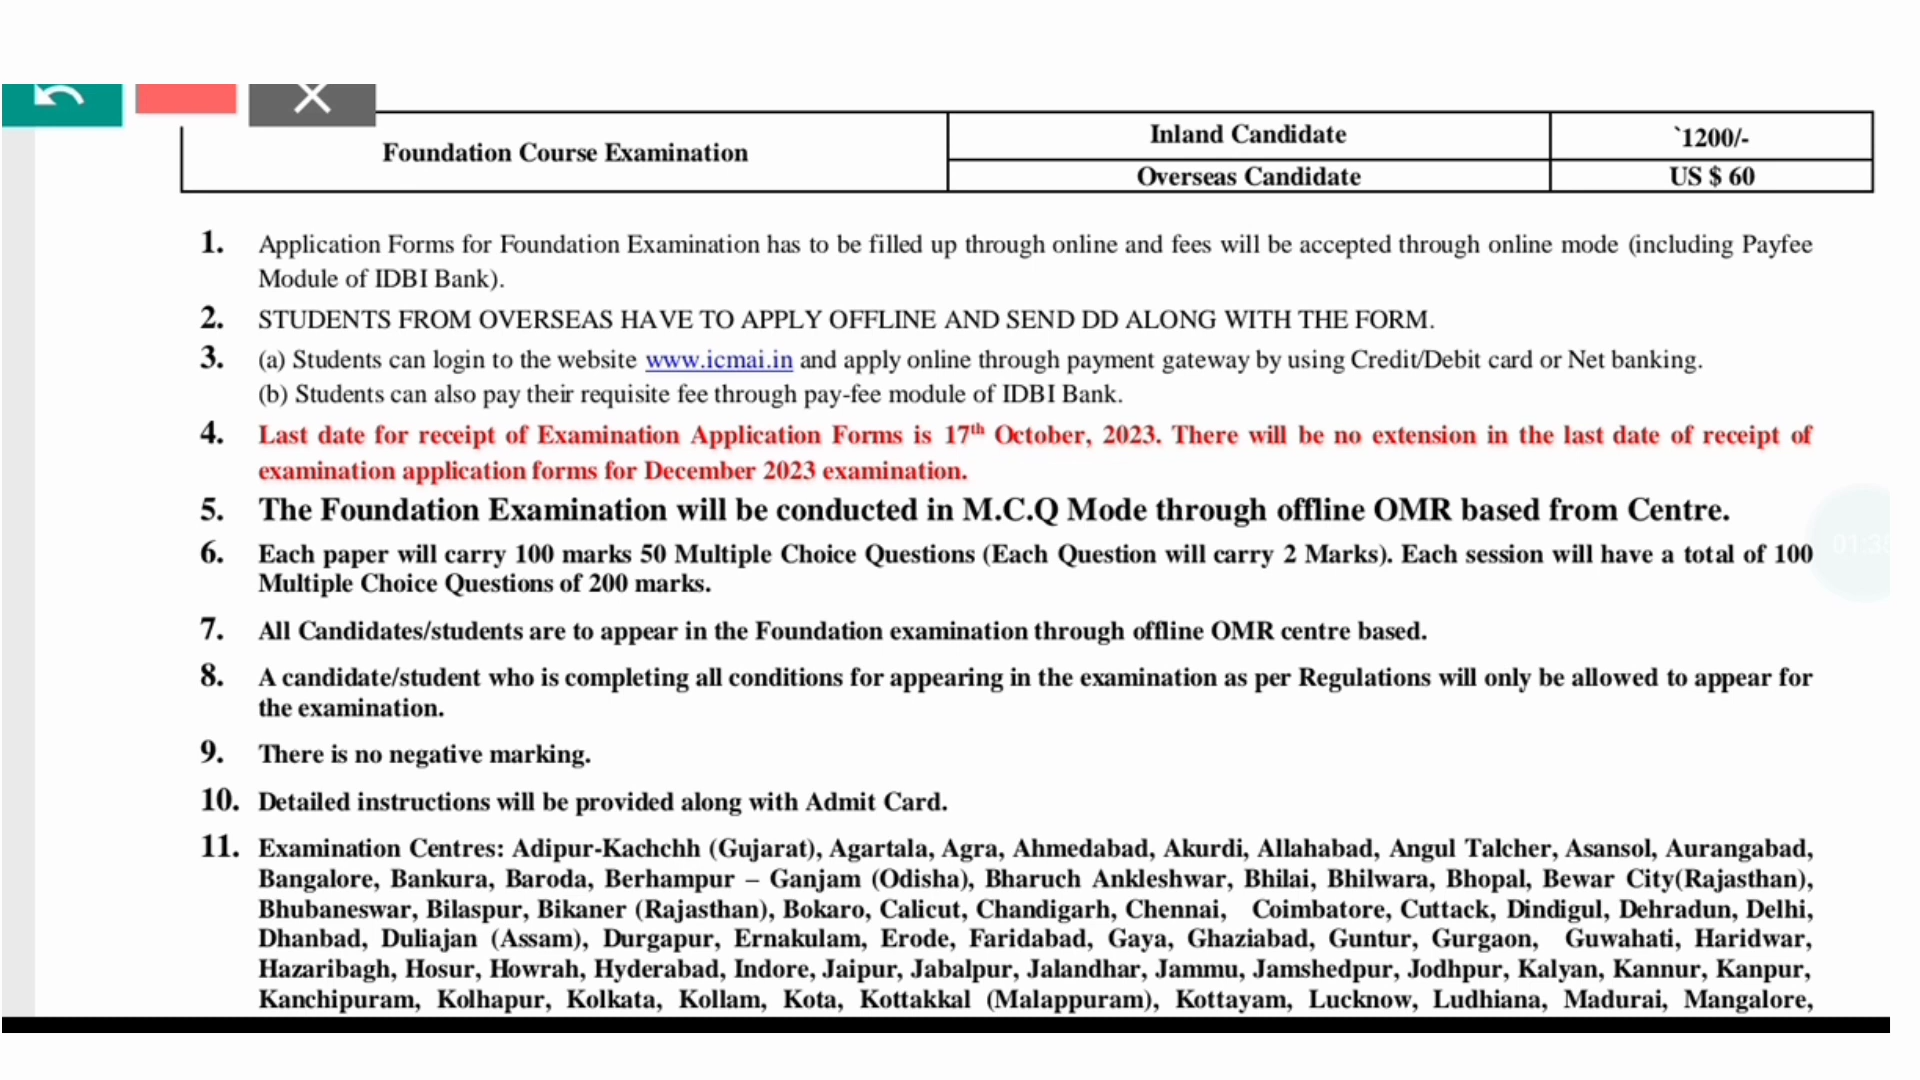 Foundation Course Examination
Inland Candidate
`1200/-
Overseas Candidate
US $ 60
1. Application Forms for Foundation Examination has to be filled up through online and fees will be accepted through online mode (including Payfee
Module of IDBI Bank).
2. STUDENTS FROM OVERSEAS HAVE TO APPLY OFFLINE AND SEND DD ALONG WITH THE FORM.
3. (a) Students can login to the website www.icmai.in and apply online through payment gateway by using Credit/Debit card or Net banking.
(b) Students can also pay their requisite fee through pay-fee module of IDBI Bank.
4. Last date for receipt of Examination Application Forms is 17th October, 2023. There will be no extension in the last date of receipt of
examination application forms for December 2023 examination.
5. The Foundation Examination will be conducted in M.C.Q Mode through offline OMR based from Centre.
6. Each paper will carry 100 marks 50 Multiple Choice Questions (Each Question will carry 2 Marks). Each session will have a total of 100
Multiple Choice Questions of 200 marks.
7. All Candidates/students are to appear in the Foundation examination through offline OMR centre based.
8. A candidate/student who is completing all conditions for appearing in the examination as per Regulations will only be allowed to appear for
the examination.
9. There is no negative marking.
10. Detailed instructions will be provided along with Admit Card.
11. Examination Centres: Adipur-Kachchh (Gujarat), Agartala, Agra, Ahmedabad, Akurdi, Allahabad, Angul Talcher, Asansol, Aurangabad,
Bangalore, Bankura, Baroda, Berhampur – Ganjam (Odisha), Bharuch Ankleshwar, Bhilai, Bhilwara, Bhopal, Bewar City(Rajasthan),
Bhubaneswar, Bilaspur, Bikaner (Rajasthan), Bokaro, Calicut, Chandigarh, Chennai, Coimbatore, Cuttack, Dindigul, Dehradun, Delhi,
Dhanbad, Duliajan (Assam), Durgapur, Ernakulam, Erode, Faridabad, Gaya, Ghaziabad, Guntur, Gurgaon, Guwahati, Haridwar,
Hazaribagh, Hosur, Howrah, Hyderabad, Indore, Jaipur, Jabalpur, Jalandhar, Jammu, Jamshedpur, Jodhpur, Kalyan, Kannur, Kanpur,
Kanchipuram, Kolhapur, Kolkata, Kollam, Kota, Kottakkal (Malappuram), Kottayam, Lucknow, Ludhiana, Madurai, Mangalore,